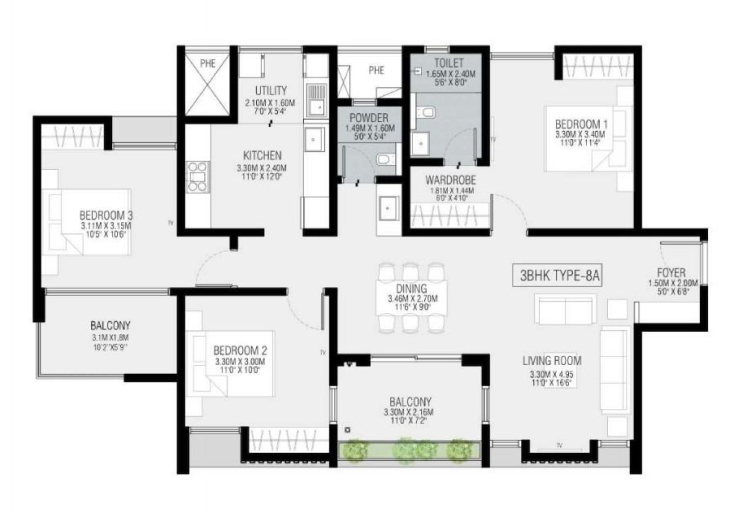 PHE
UTILITY
2.10M X 1.60M
7'0" X 5'4"
PHE
TOILET
1.65M X 2.40M
5'6" X 8'0"
POWDER
1.49M X 1.60M
5'0" X 5'4"
BEDROOM 1
3.30M X 3.40M
11'0" X 11'4"
TV
KITCHEN
3.30M X 2.40M
11'0" X 12'0"
WARDROBE
1.81M X 1.44M
6'0" X 4'10"
BEDROOM 3
3.11M X 3.15M
10'5" X 10'6"
TV
3BHK TYPE-8A
FOYER
1.50M X 2.00M
5'0" X 6'8"
DINING
3.46M X 2.70M
11'6" X 9'0"
BALCONY
3.1M X1.8M
10'2"X5'9"
BEDROOM 2
3.30M X 3.00M
11'0" X 10'0"
TV
LIVING ROOM
3.30M X 4.95
11'0" X 16'6"
BALCONY
3.30M X 2.16M
11'0" X 7'2"
TV